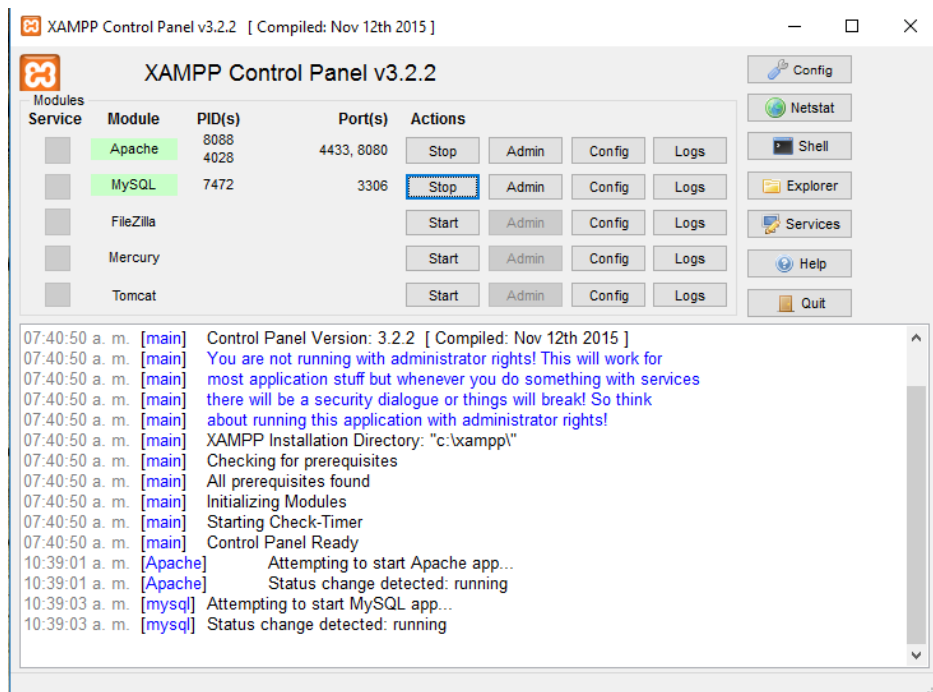 XAMPP Control Panel v3.2.2 [ Compiled: Nov 12th 2015 ]
XAMPP Control Panel v3.2.2
Config
Modules
Service Module PID(s) Port(s) Actions
Netstat
Apache 8088 4028 4433, 8080 Stop Admin Config Logs
Shell
MySQL 7472 3306 Stop Admin Config Logs
Explorer
FileZilla Start Admin Config Logs
Services
Mercury Start Admin Config Logs
Help
Tomcat Start Admin Config Logs
Quit
07:40:50 a. m. [main] Control Panel Version: 3.2.2 [ Compiled: Nov 12th 2015 ]
07:40:50 a. m. [main] You are not running with administrator rights! This will work for
07:40:50 a. m. [main] most application stuff but whenever you do something with services
07:40:50 a. m. [main] there will be a security dialogue or things will break! So think
07:40:50 a. m. [main] about running this application with administrator rights!
07:40:50 a. m. [main] XAMPP Installation Directory: "c:\xampp\"
07:40:50 a. m. [main] Checking for prerequisites
07:40:50 a. m. [main] All prerequisites found
07:40:50 a. m. [main] Initializing Modules
07:40:50 a. m. [main] Starting Check-Timer
07:40:50 a. m. [main] Control Panel Ready
10:39:01 a. m. [Apache] Attempting to start Apache app...
10:39:01 a. m. [Apache] Status change detected: running
10:39:03 a. m. [mysql] Attempting to start MySQL app...
10:39:03 a. m. [mysql] Status change detected: running